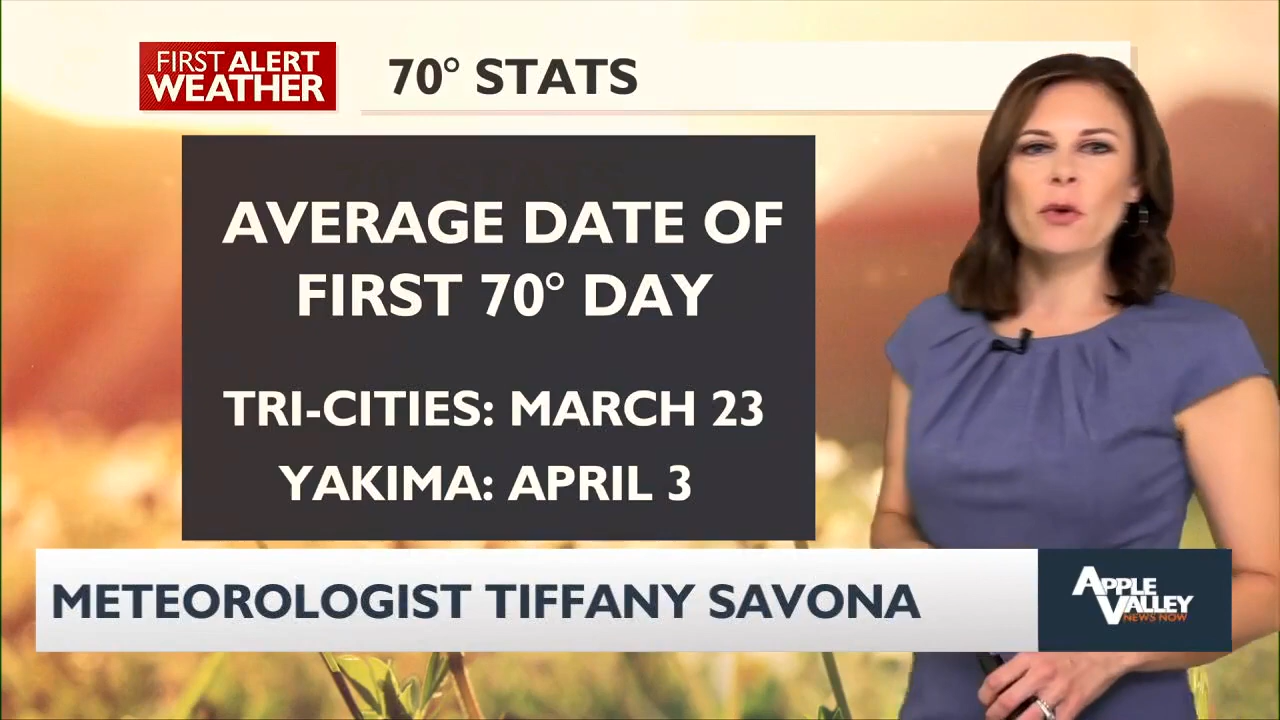 FIRST ALERT
WEATHER
70° STATS
AVERAGE DATE OF
FIRST 70° DAY
TRI-CITIES: MARCH 23
YAKIMA: APRIL 3
METEOROLOGIST TIFFANY SAVONA
APPLE
VALLEY
NEWS NOW